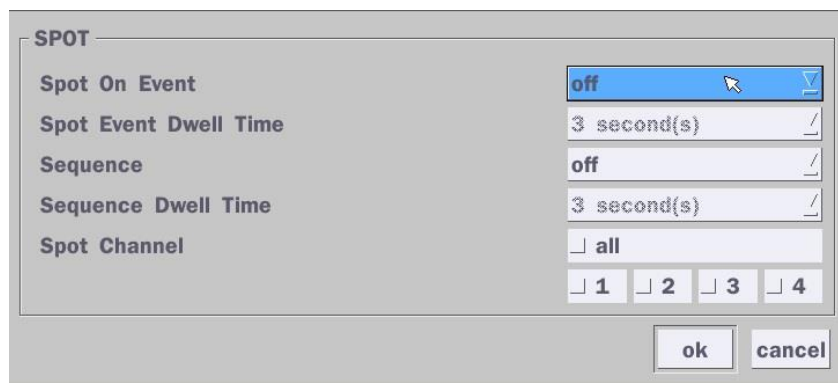 SPOT
Spot On Event off
Spot Event Dwell Time 3 second(s)
Sequence off
Sequence Dwell Time 3 second(s)
Spot Channel all
1 2 3 4
ok cancel